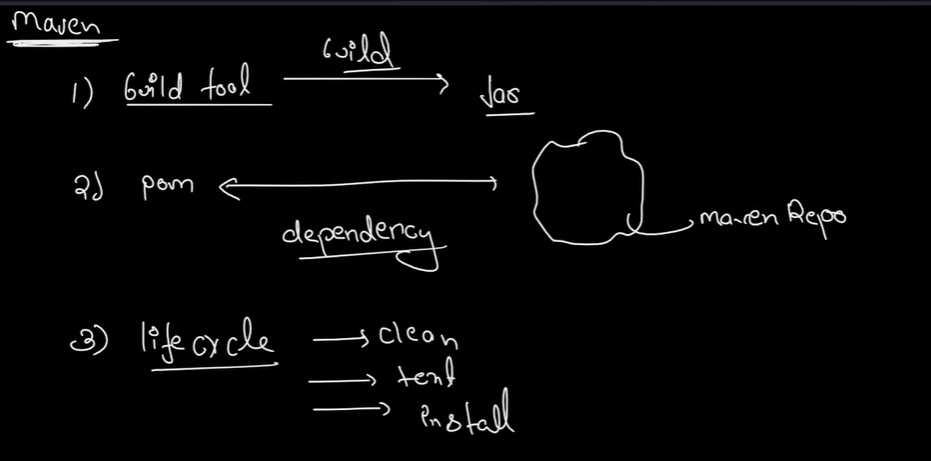 Maven
1) build tool build Jar
2) pom dependency maven Repo
3) life cycle clean
test
install